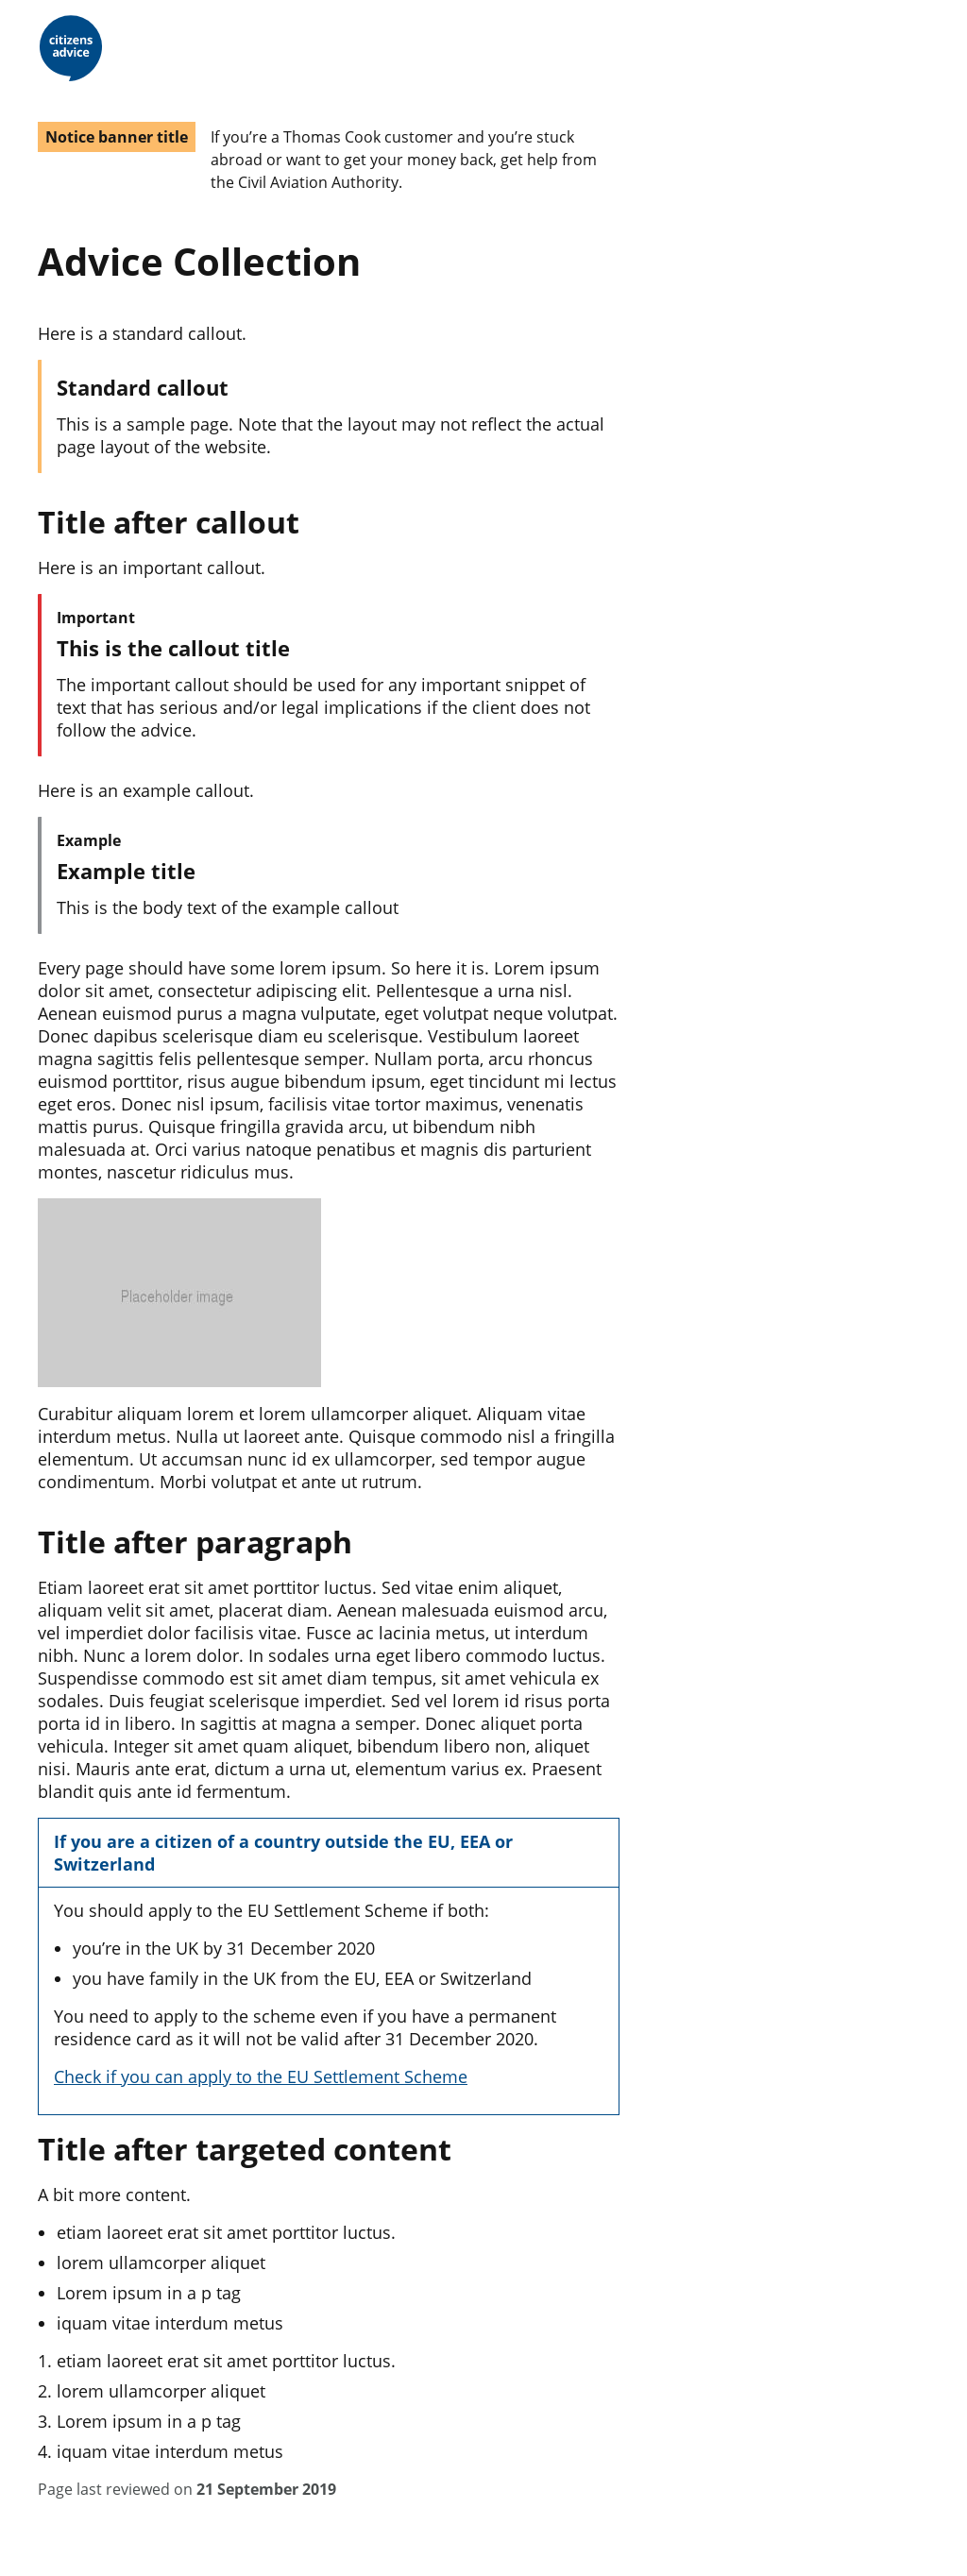 citizens
advice
Notice banner title
If you’re a Thomas Cook customer and you’re stuck
abroad or want to get your money back, get help from
the Civil Aviation Authority.
Advice Collection
Here is a standard callout.
Standard callout
This is a sample page. Note that the layout may not reflect the actual
page layout of the website.
Title after callout
Here is an important callout.
Important
This is the callout title
The important callout should be used for any important snippet of
text that has serious and/or legal implications if the client does not
follow the advice.
Here is an example callout.
Example
Example title
This is the body text of the example callout
Every page should have some lorem ipsum. So here it is. Lorem ipsum
dolor sit amet, consectetur adipiscing elit. Pellentesque a urna nisl.
Aenean euismod purus a magna vulputate, eget volutpat neque volutpat.
Donec dapibus scelerisque diam eu scelerisque. Vestibulum laoreet
magna sagittis felis pellentesque semper. Nullam porta, arcu rhoncus
euismod porttitor, risus augue bibendum ipsum, eget tincidunt mi lectus
eget eros. Donec nisl ipsum, facilisis vitae tortor maximus, venenatis
mattis purus. Quisque fringilla gravida arcu, ut bibendum nibh
malesuada at. Orci varius natoque penatibus et magnis dis parturient
montes, nascetur ridiculus mus.
Placeholder image
Curabitur aliquam lorem et lorem ullamcorper aliquet. Aliquam vitae
interdum metus. Nulla ut laoreet ante. Quisque commodo nisl a fringilla
elementum. Ut accumsan nunc id ex ullamcorper, sed tempor augue
condimentum. Morbi volutpat et ante ut rutrum.
Title after paragraph
Etiam laoreet erat sit amet porttitor luctus. Sed vitae enim aliquet,
aliquam velit sit amet, placerat diam. Aenean malesuada euismod arcu,
vel imperdiet dolor facilisis vitae. Fusce ac lacinia metus, ut interdum
nibh. Nunc a lorem dolor. In sodales urna eget libero commodo luctus.
Suspendisse commodo est sit amet diam tempus, sit amet vehicula ex
sodales. Duis feugiat scelerisque imperdiet. Sed vel lorem id risus porta
porta id in libero. In sagittis at magna a semper. Donec aliquet porta
vehicula. Integer sit amet quam aliquet, bibendum libero non, aliquet
nisi. Mauris ante erat, dictum a urna ut, elementum varius ex. Praesent
blandit quis ante id fermentum.
If you are a citizen of a country outside the EU, EEA or
Switzerland
You should apply to the EU Settlement Scheme if both:
• you’re in the UK by 31 December 2020
• you have family in the UK from the EU, EEA or Switzerland
You need to apply to the scheme even if you have a permanent
residence card as it will not be valid after 31 December 2020.
Check if you can apply to the EU Settlement Scheme
Title after targeted content
A bit more content.
• etiam laoreet erat sit amet porttitor luctus.
• lorem ullamcorper aliquet
• Lorem ipsum in a p tag
• iquam vitae interdum metus
1. etiam laoreet erat sit amet porttitor luctus.
2. lorem ullamcorper aliquet
3. Lorem ipsum in a p tag
4. iquam vitae interdum metus
Page last reviewed on 21 September 2019